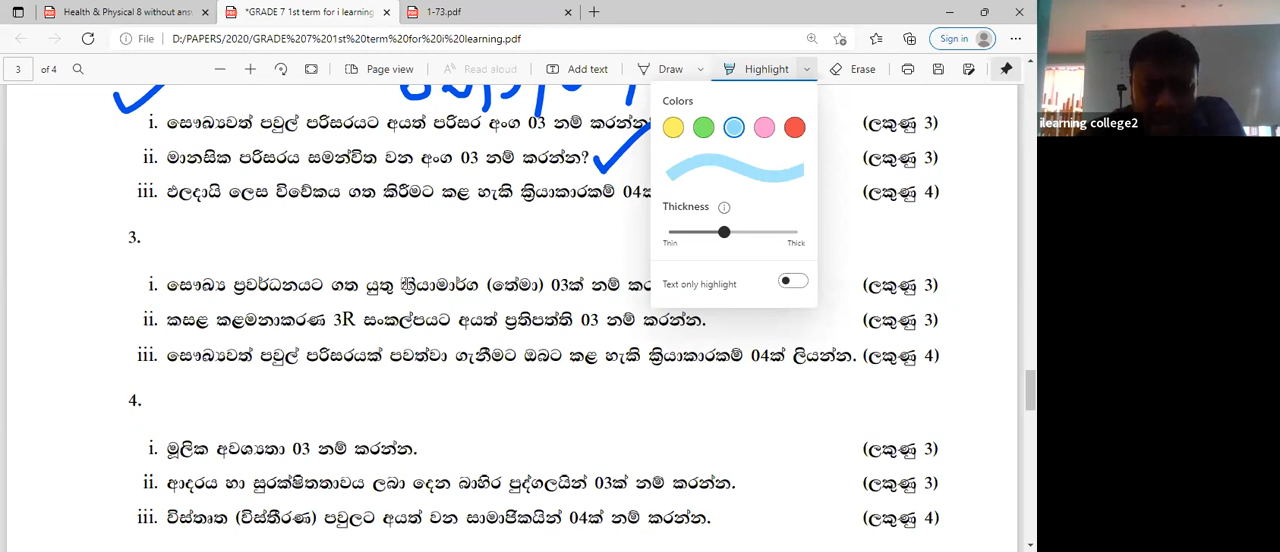 Health & Physical 8 without answ
*GRADE 7 1st term for i learning
1-73.pdf
File
D:/PAPERS/2020/GRADE%207%201st%20term%20for%20i%20learning.pdf
Sign in
3 of 4
Page view
Read aloud
Add text
Draw
Highlight
Erase
Colors
Thickness
Thin
Thick
Text only highlight
ilearning college2
i. සෞඛ්‍යවත් පවුල් පරිසරයට අයත් පරිසර අංග 03 නම් කරන්න (ලකුණු 3)
ii. මානසික පරිසරය සමන්විත වන අංග 03 නම් කරන්න? (ලකුණු 3)
iii. ඵලදායි ලෙස විවේකය ගත කිරීමට කළ හැකි ක්‍රියාකාරකම් 04ක් (ලකුණු 4)
3.
i. සෞඛ්‍ය ප්‍රවර්ධනයට ගත යුතු ක්‍රියාමාර්ග (තේමා) 03ක් නම් (ලකුණු 3)
ii. කසළ කළමනාකරණ 3R සංකල්පයට අයත් ප්‍රතිපත්ති 03 නම් කරන්න. (ලකුණු 3)
iii. සෞඛ්‍යවත් පවුල් පරිසරයක් පවත්වා ගැනීමට ඔබට කළ හැකි ක්‍රියාකාරකම් 04ක් ලියන්න. (ලකුණු 4)
4.
i. මූලික අවශ්‍යතා 03 නම් කරන්න. (ලකුණු 3)
ii. ආදරය හා සුරක්ෂිතතාවය ලබා දෙන බාහිර පුද්ගලයින් 03ක් නම් කරන්න. (ලකුණු 3)
iii. විස්තෘත (විස්තීරණ) පවුලට අයත් වන සාමාජිකයින් 04ක් නම් කරන්න. (ලකුණු 4)